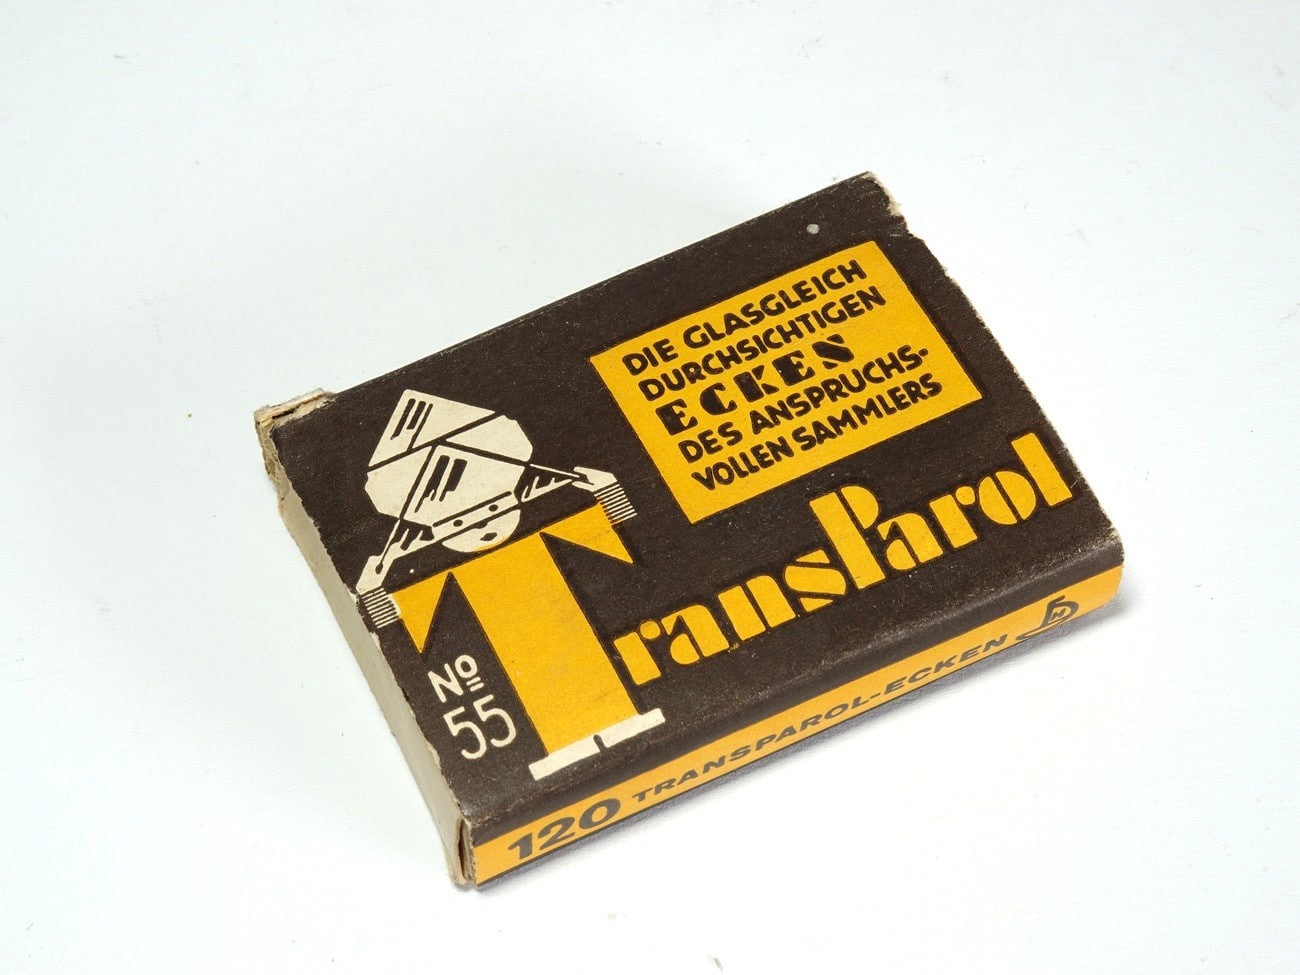 DIE GLASGLEICH
DURCHSICHTIGEN
ECKEN
DES ANSPRUCHS-
VOLLEN SAMMLERS
TransParol
No
55
120 TRANSPAROL-ECKEN